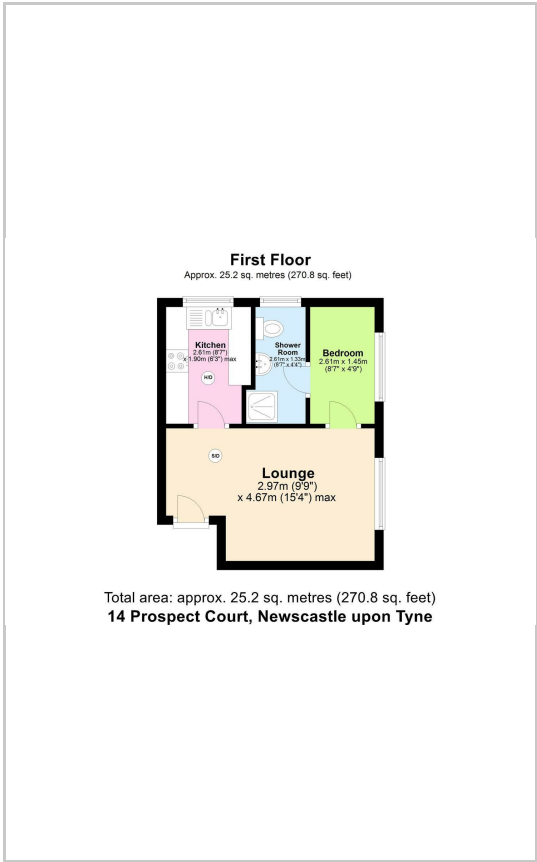 First Floor
Approx. 25.2 sq. metres (270.8 sq. feet)
Kitchen
2.61m (8'7")
x 1.90m (6'3") max
H/D
Shower
Room
2.61m x 1.33m
(8'7" x 4'4")
Bedroom
2.61m x 1.45m
(8'7" x 4'9")
S/D
Lounge
2.97m (9'9")
x 4.67m (15'4") max
Total area: approx. 25.2 sq. metres (270.8 sq. feet)
14 Prospect Court, Newscastle upon Tyne